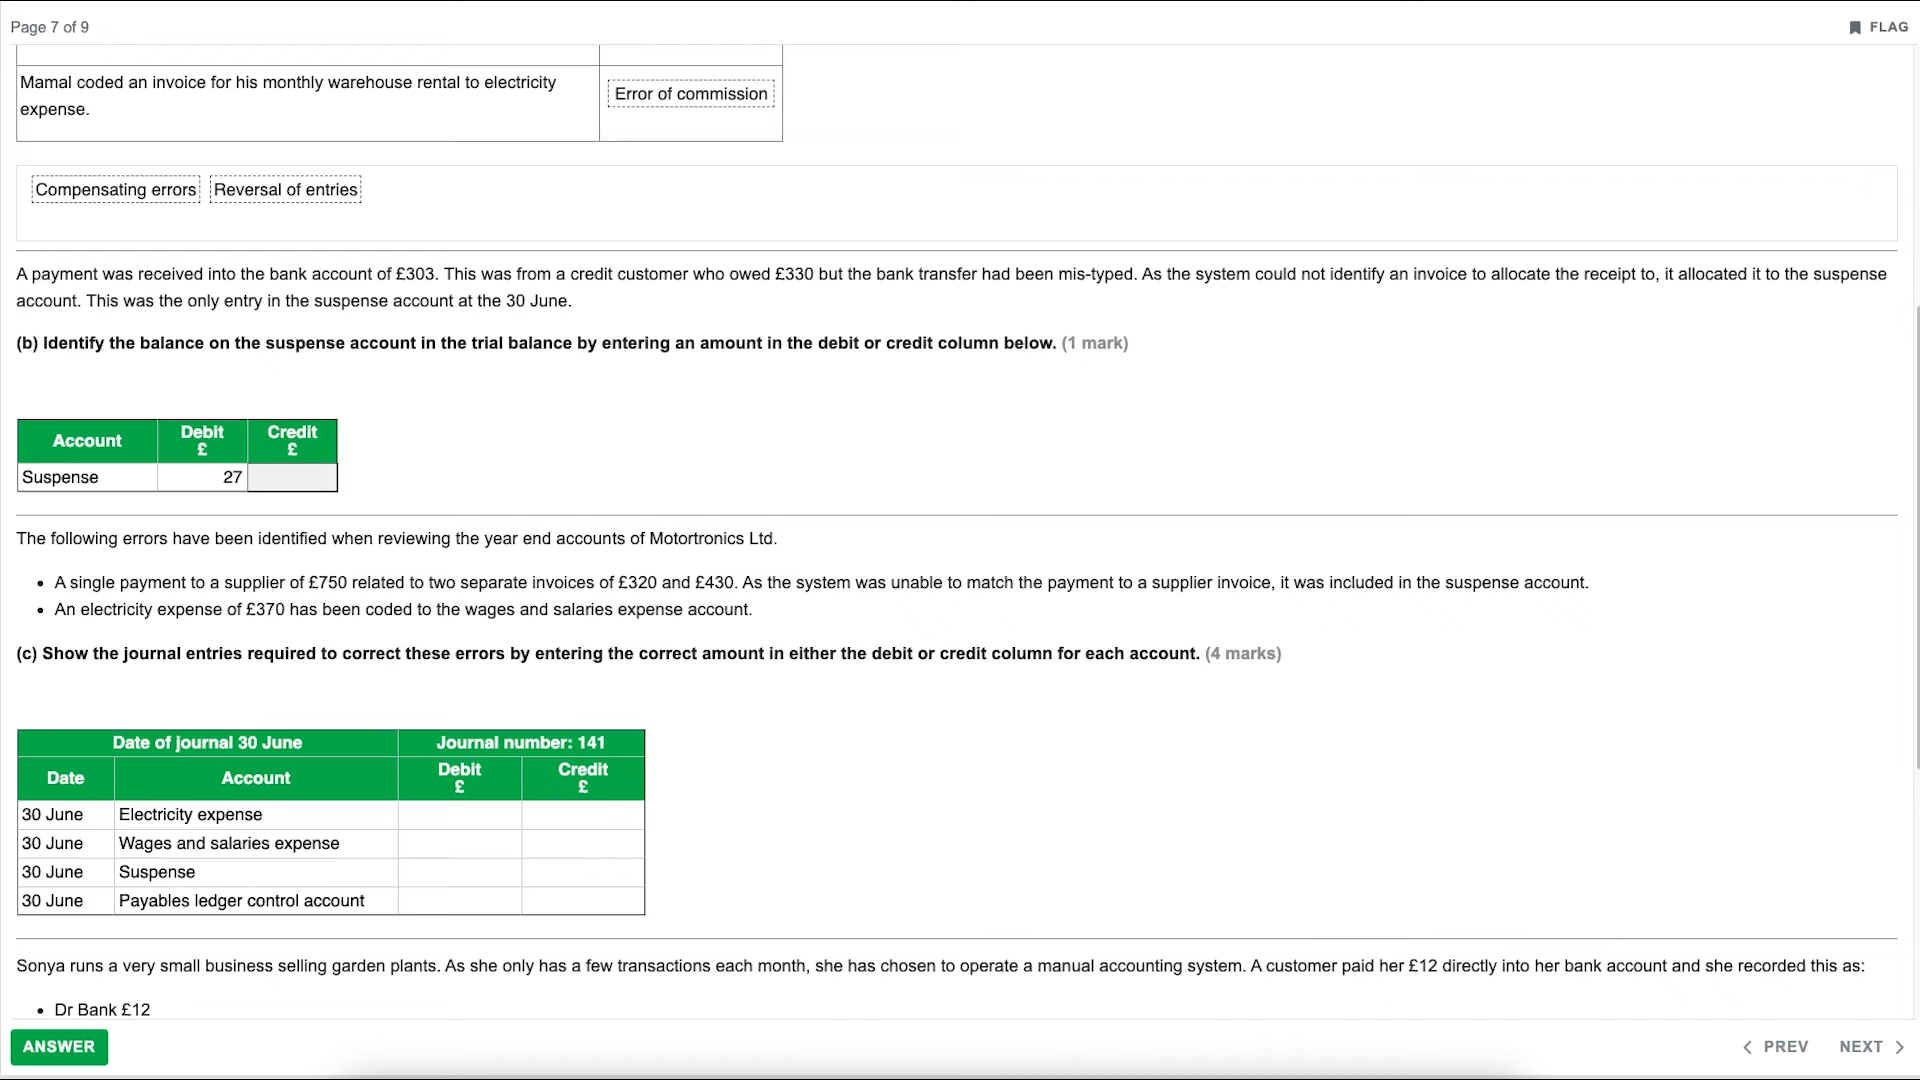 Page 7 of 9
FLAG
Mamal coded an invoice for his monthly warehouse rental to electricity
expense.
Error of commission
Compensating errors Reversal of entries
A payment was received into the bank account of £303. This was from a credit customer who owed £330 but the bank transfer had been mis-typed. As the system could not identify an invoice to allocate the receipt to, it allocated it to the suspense
account. This was the only entry in the suspense account at the 30 June.
(b) Identify the balance on the suspense account in the trial balance by entering an amount in the debit or credit column below. (1 mark)
Account Debit £ Credit £
Suspense 27
The following errors have been identified when reviewing the year end accounts of Motortronics Ltd.
• A single payment to a supplier of £750 related to two separate invoices of £320 and £430. As the system was unable to match the payment to a supplier invoice, it was included in the suspense account.
• An electricity expense of £370 has been coded to the wages and salaries expense account.
(c) Show the journal entries required to correct these errors by entering the correct amount in either the debit or credit column for each account. (4 marks)
Date of journal 30 June Journal number: 141
Date Account Debit £ Credit £
30 June Electricity expense
30 June Wages and salaries expense
30 June Suspense
30 June Payables ledger control account
Sonya runs a very small business selling garden plants. As she only has a few transactions each month, she has chosen to operate a manual accounting system. A customer paid her £12 directly into her bank account and she recorded this as:
• Dr Bank £12
ANSWER
PREV NEXT